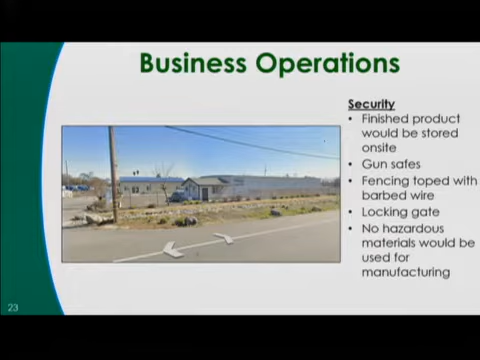 Business Operations
Security
• Finished product
would be stored
onsite
• Gun safes
• Fencing toped with
barbed wire
• Locking gate
• No hazardous
materials would be
used for
manufacturing
23